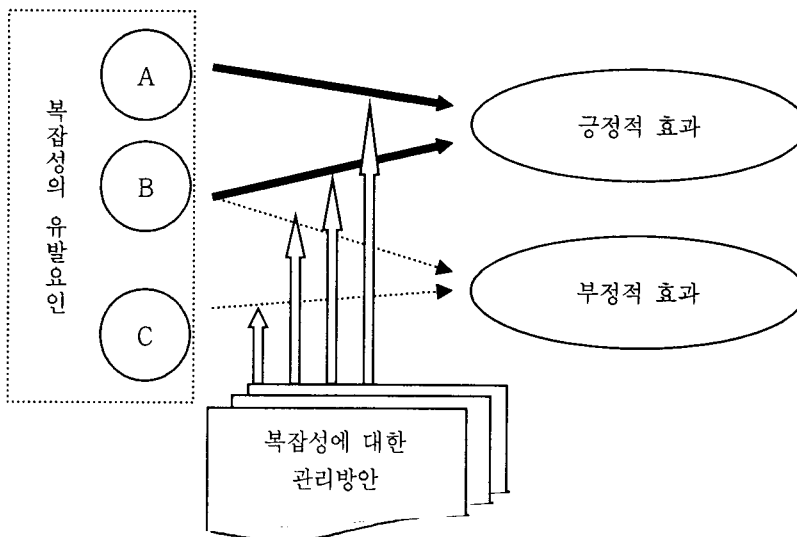 복잡성의 유발요인
A
B
C
긍정적 효과
부정적 효과
복잡성에 대한
관리방안